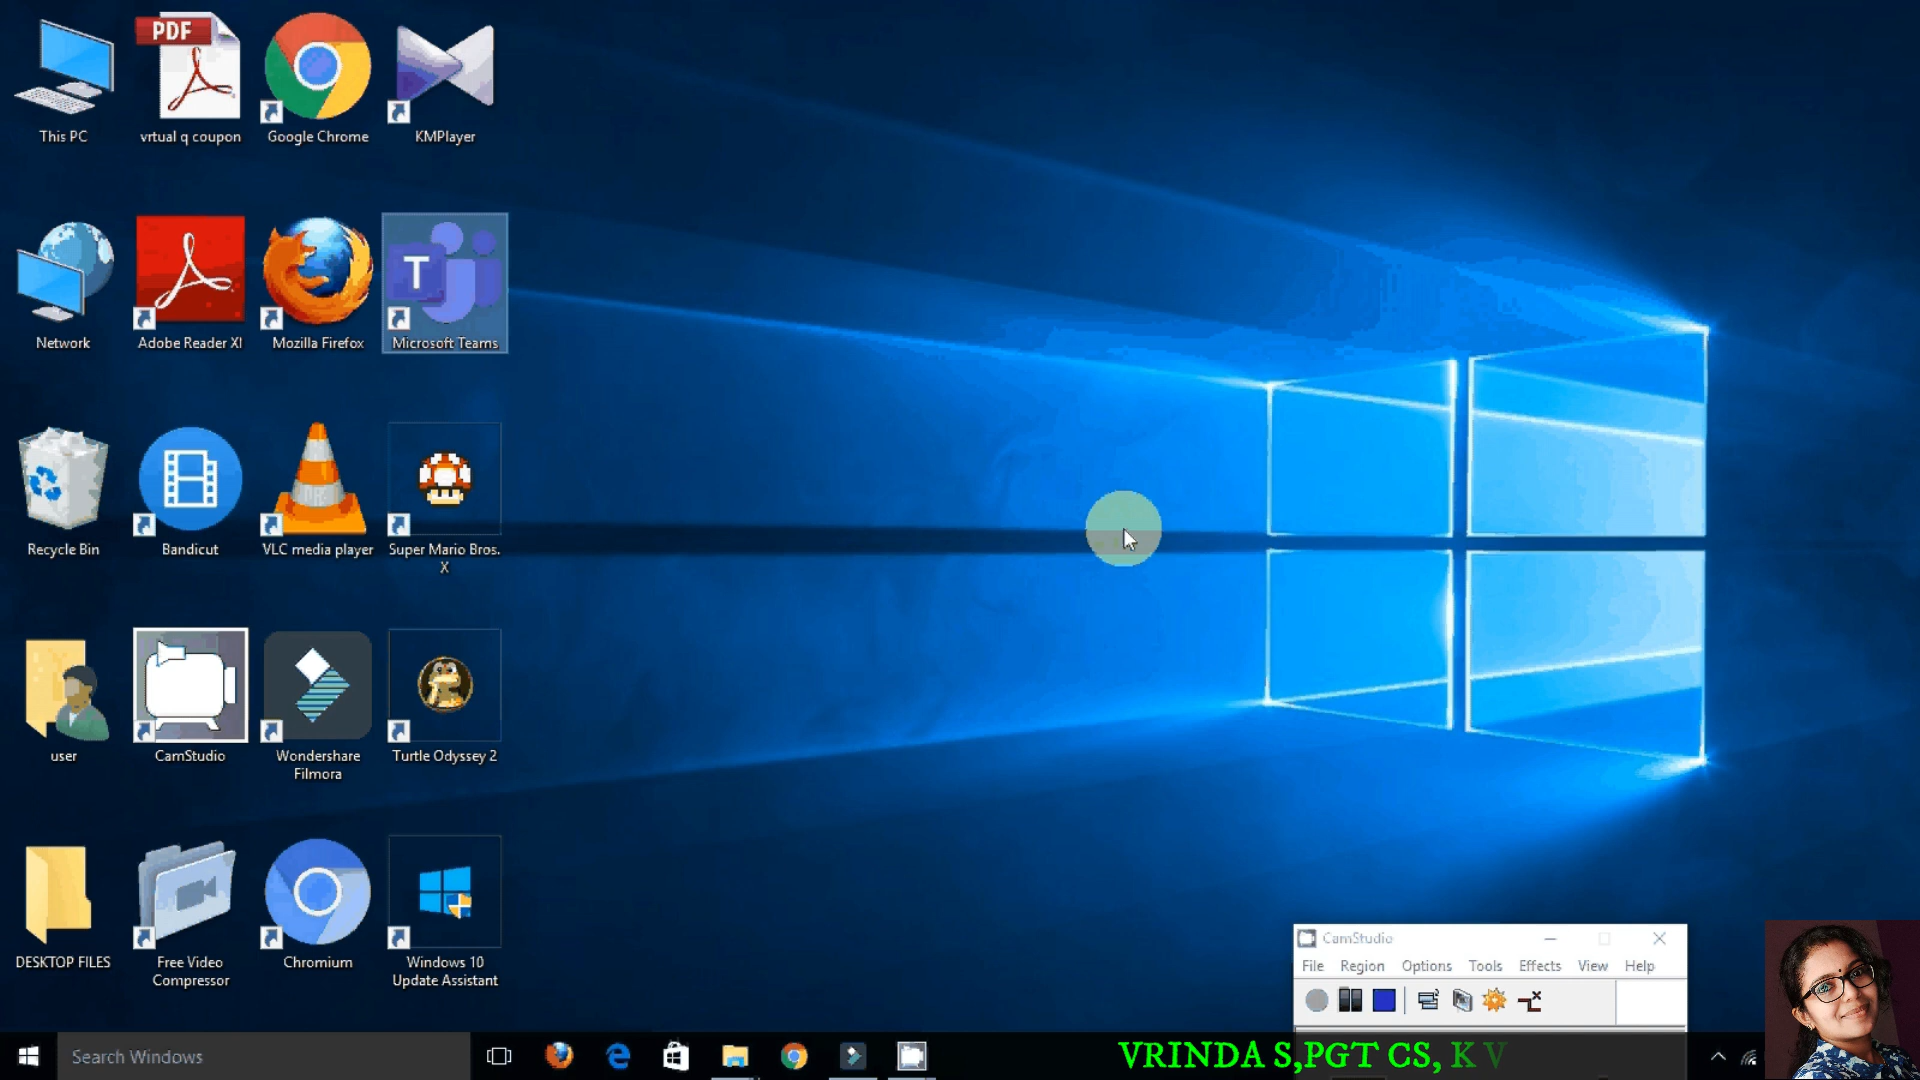 PDF
This PC
vrtual q coupon
Google Chrome
KMPlayer
T
Network
Adobe Reader XI
Mozilla Firefox
Microsoft Teams
Recycle Bin
Bandicut
VLC media player
Super Mario Bros.
X
user
CamStudio
Wondershare
Filmora
Turtle Odyssey 2
DESKTOP FILES
Free Video
Compressor
Chromium
Windows 10
Update Assistant
CamStudio
File Region Options Tools Effects View Help
Search Windows
VRINDA S,PGT CS, K V